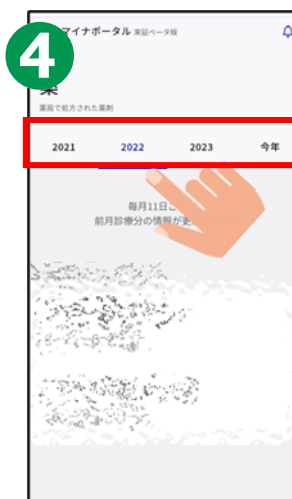 4
マイナポータル 実証ベータ版
薬
薬局で処方された薬剤
2021 2022 2023 今年
毎月11日ご
前月診療分の情報が更